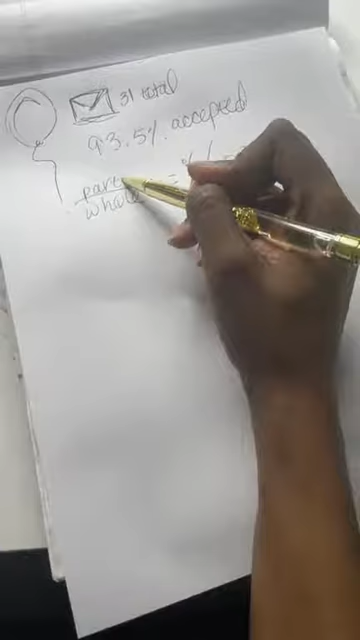 31 total
93.5% accepted
part = %
whole